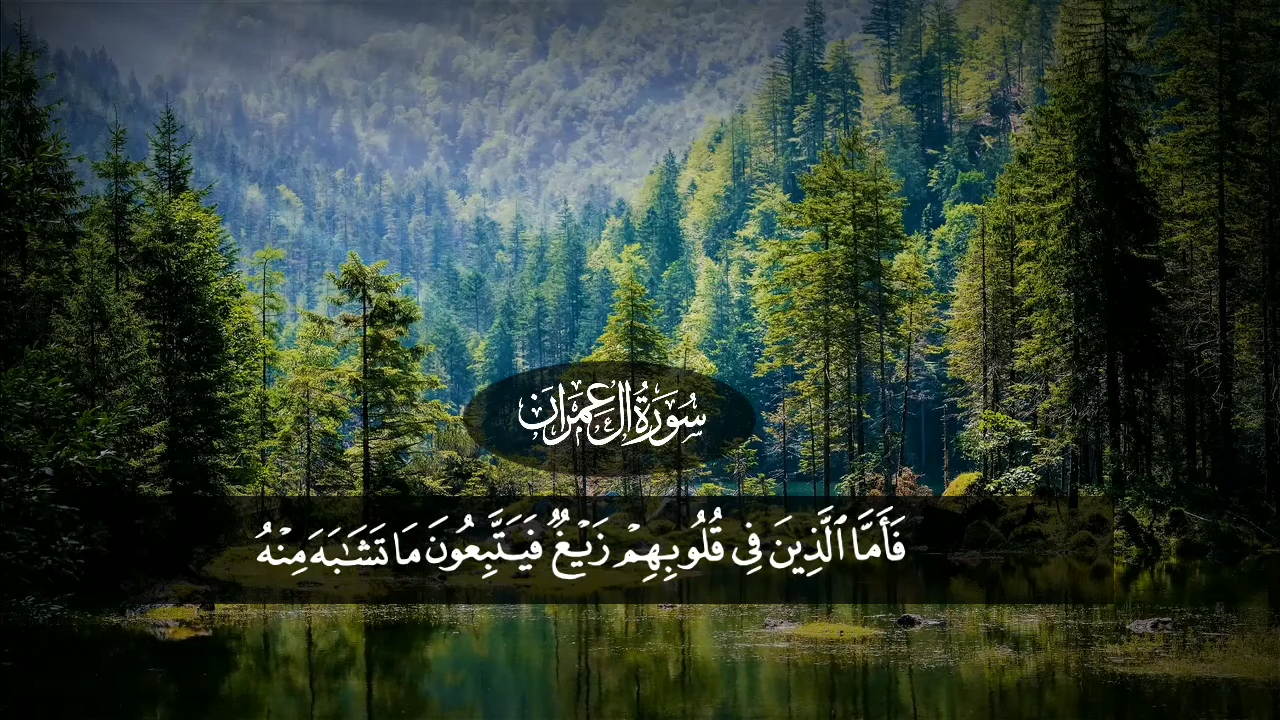 سُورَةُ آل عِمْرَان
فَأَمَّا ٱلَّذِينَ فِى قُلُوبِهِمْ زَيْغٌ فَيَتَّبِعُونَ مَا تَشَـٰبَهَ مِنْهُ